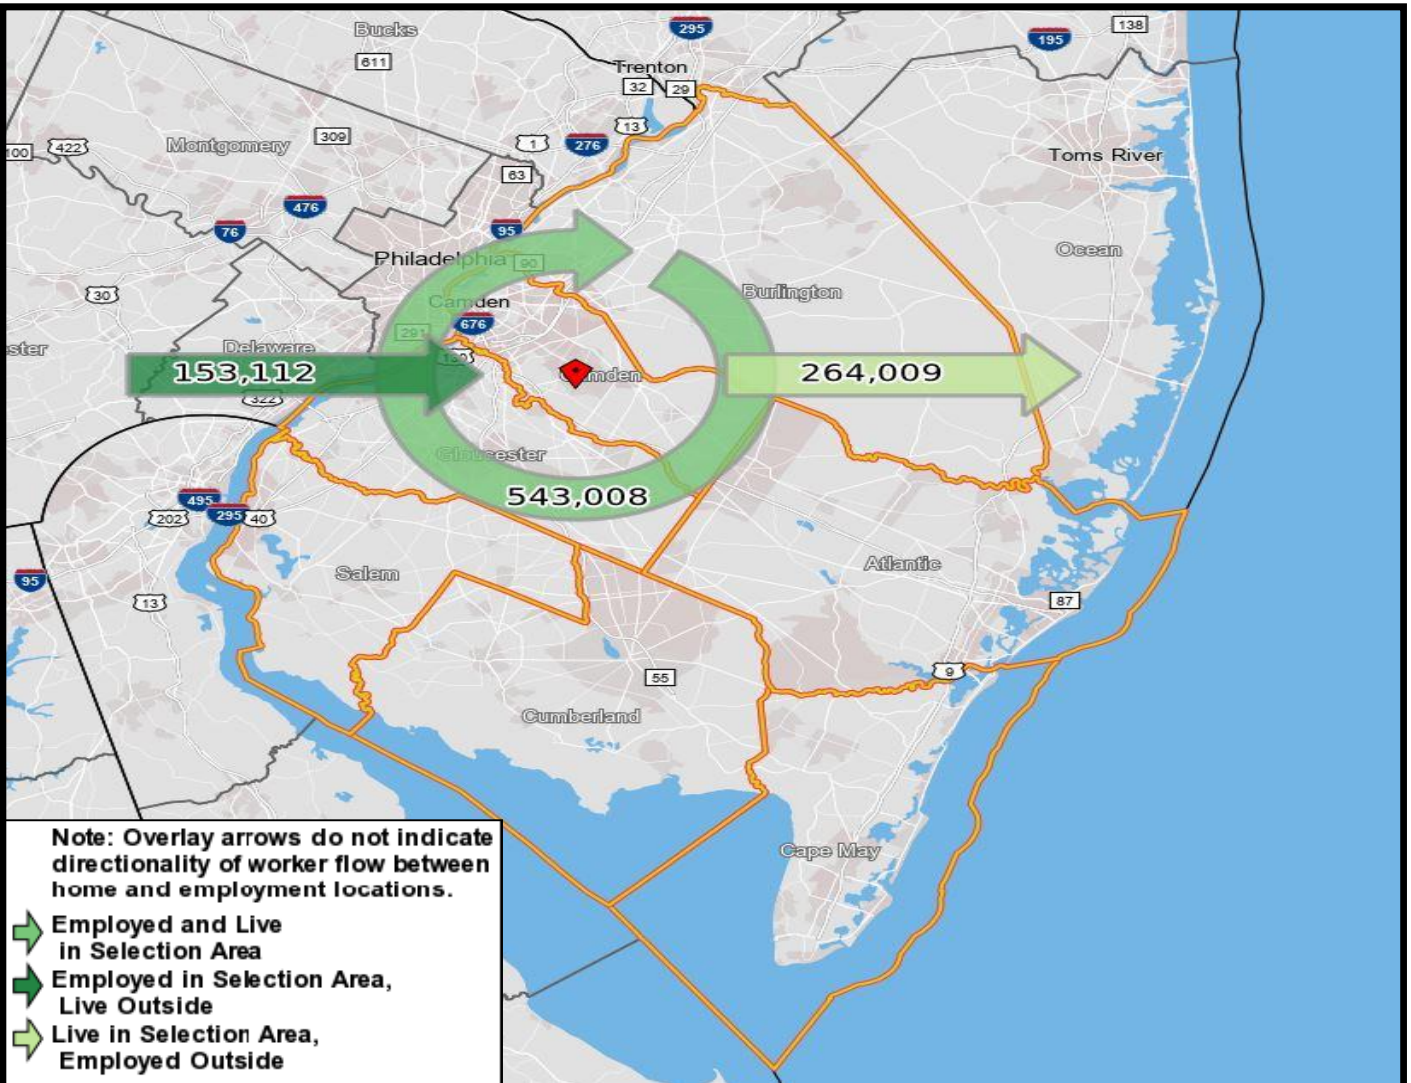 Bucks
295
138
195
611
Trenton
32
29
13
309
Montgomery
100
422
1
276
63
Toms River
476
76
95
Philadelphia
90
Ocean
30
Camden
Burlington
291
676
130
Delaware
153,112
Camden
264,009
322
Gloucester
543,008
495
295
40
202
Atlantic
Salem
95
13
87
9
55
Cumberland
Cape May
Note: Overlay arrows do not indicate
directionality of worker flow between
home and employment locations.
Employed and Live
in Selection Area
Employed in Selection Area,
Live Outside
Live in Selection Area,
Employed Outside